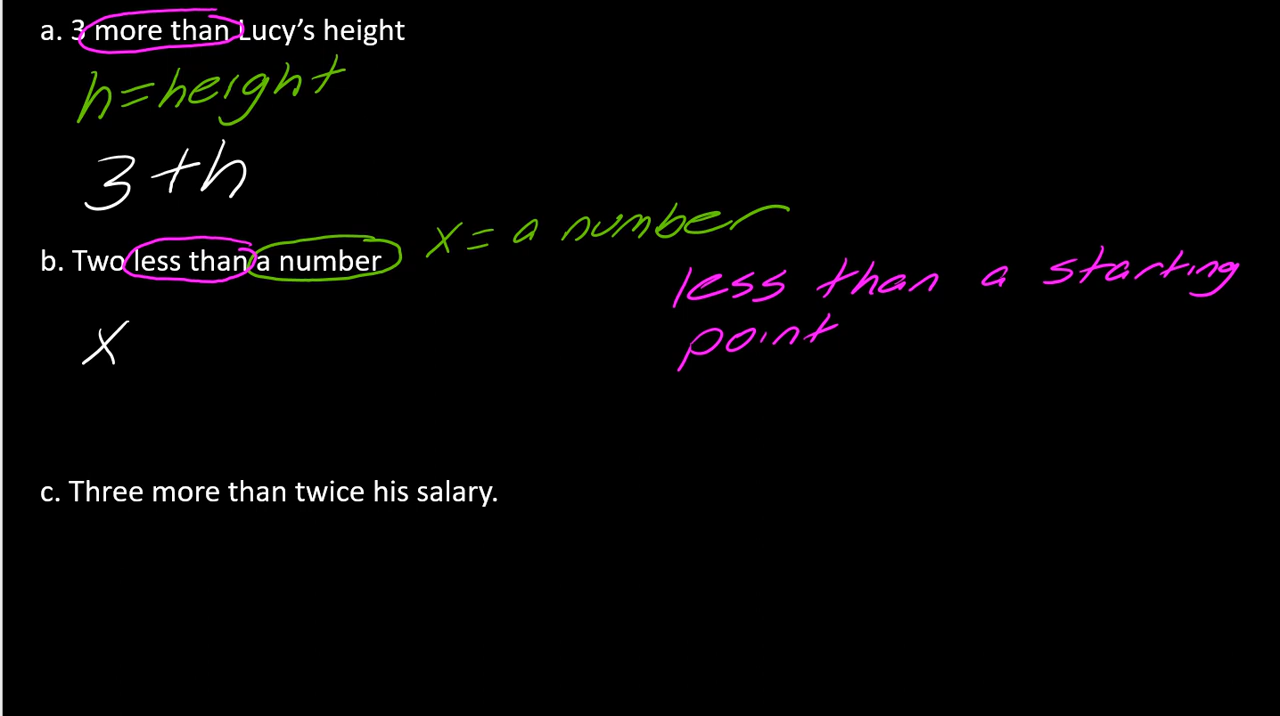 a. 3 more than Lucy's height
h = height
3 + h
b. Two less than a number
x = a number
less than a starting
point
x
c. Three more than twice his salary.